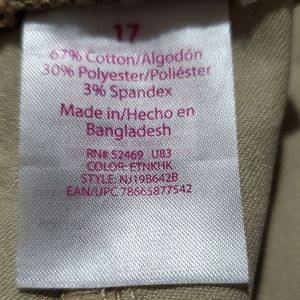 17
67% Cotton/Algodón
30% Polyester/Poliéster
3% Spandex
Made in/Hecho en
Bangladesh
RN# 52469 U83
COLOR: ETNKHK
STYLE: NJ198642B
EAN/UPC 78665877542